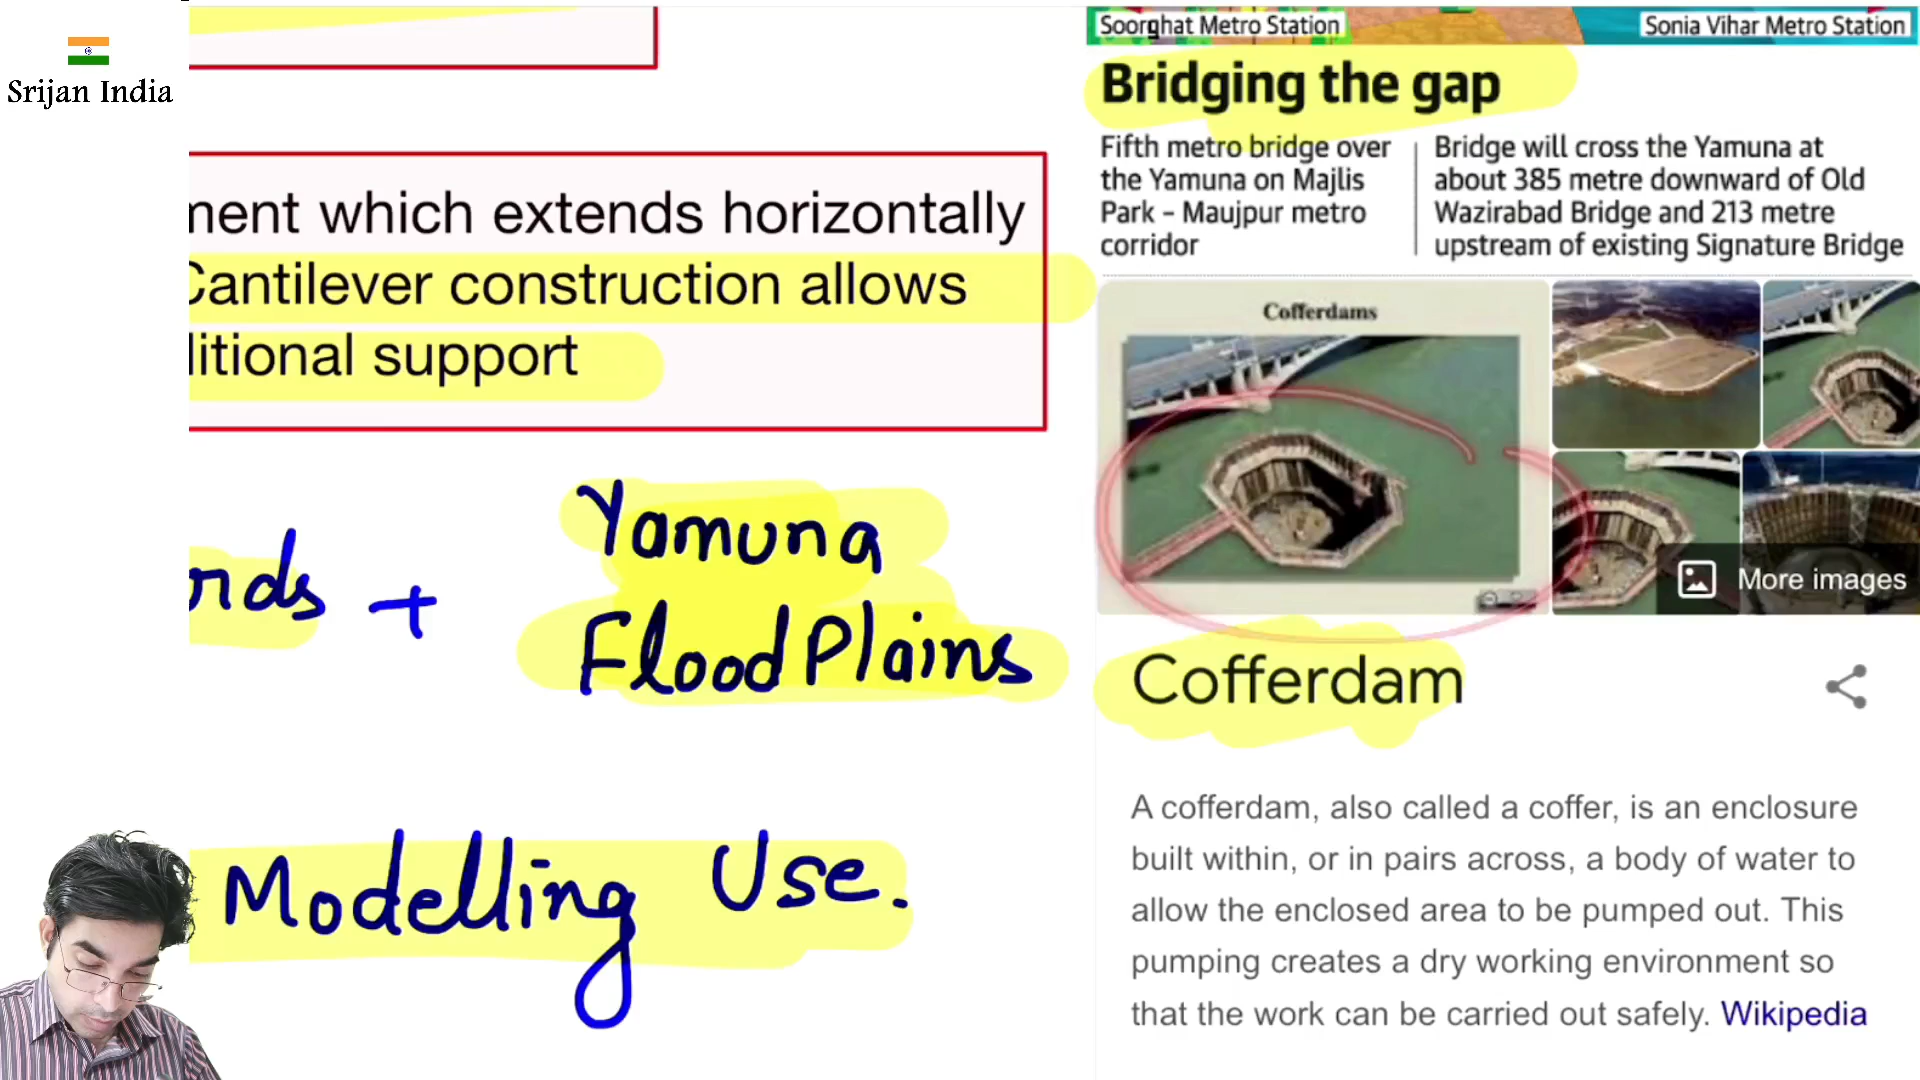 Srijan India
ment which extends horizontally
Cantilever construction allows
ditional support
rds + Yamuna
FloodPlains
Modelling Use.
Soorghat Metro Station
Sonia Vihar Metro Station
Bridging the gap
Fifth metro bridge over
the Yamuna on Majlis
Park - Maujpur metro
corridor
Bridge will cross the Yamuna at
about 385 metre downward of Old
Wazirabad Bridge and 213 metre
upstream of existing Signature Bridge
Cofferdams
More images
Cofferdam
A cofferdam, also called a coffer, is an enclosure
built within, or in pairs across, a body of water to
allow the enclosed area to be pumped out. This
pumping creates a dry working environment so
that the work can be carried out safely. Wikipedia